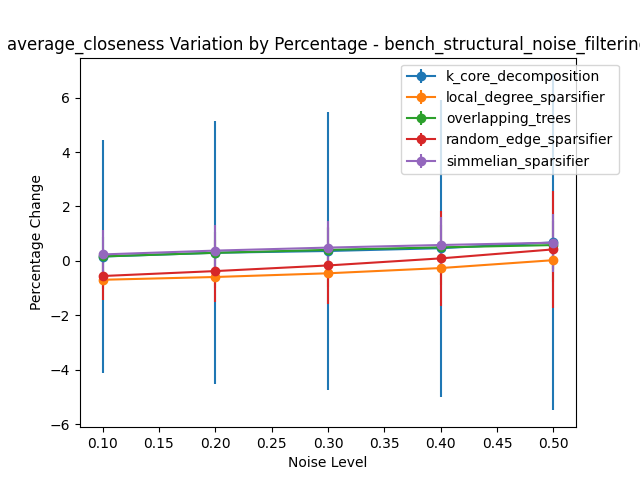 average_closeness Variation by Percentage - bench_structural_noise_filtering
k_core_decomposition
local_degree_sparsifier
overlapping_trees
random_edge_sparsifier
simmelian_sparsifier
Percentage Change
6
4
2
0
−2
−4
−6
0.10 0.15 0.20 0.25 0.30 0.35 0.40 0.45 0.50
Noise Level